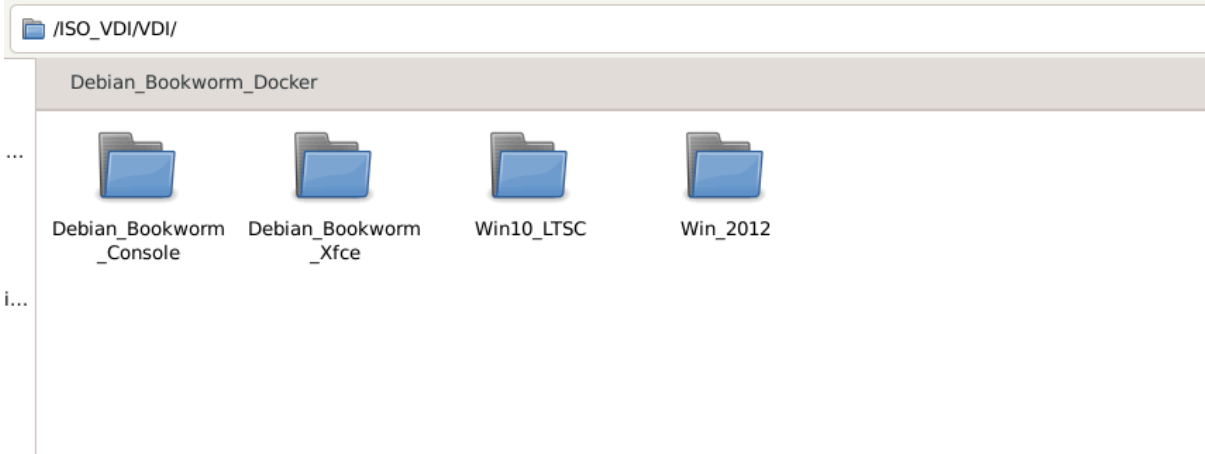 /ISO_VDI/VDI/
Debian_Bookworm_Docker
...
Debian_Bookworm
_Console
Debian_Bookworm
_Xfce
Win10_LTSC
Win_2012
i...